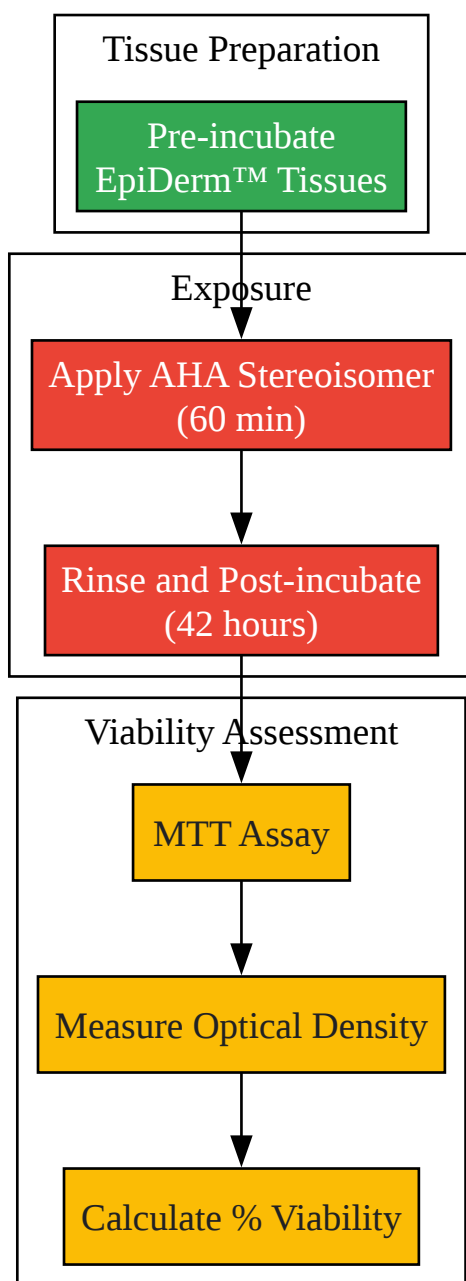 Tissue Preparation
Pre-incubate
EpiDerm™ Tissues
Exposure
Apply AHA Stereoisomer
(60 min)
Rinse and Post-incubate
(42 hours)
Viability Assessment
MTT Assay
Measure Optical Density
Calculate % Viability